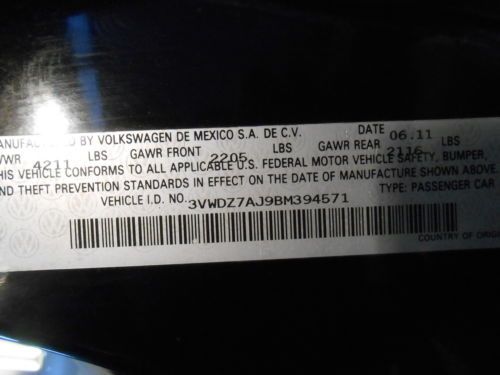 MANUFACTURED BY VOLKSWAGEN DE MEXICO S.A. DE C.V. DATE 06.11
GVWR 4211 LBS GAWR FRONT 2205 LBS GAWR REAR 2116 LBS
THIS VEHICLE CONFORMS TO ALL APPLICABLE U.S. FEDERAL MOTOR VEHICLE SAFETY, BUMPER,
AND THEFT PREVENTION STANDARDS IN EFFECT ON THE DATE OF MANUFACTURE SHOWN ABOVE.
VEHICLE I.D. NO. 3VWDZ7AJ9BM394571 TYPE: PASSENGER CAR
COUNTRY OF ORIG